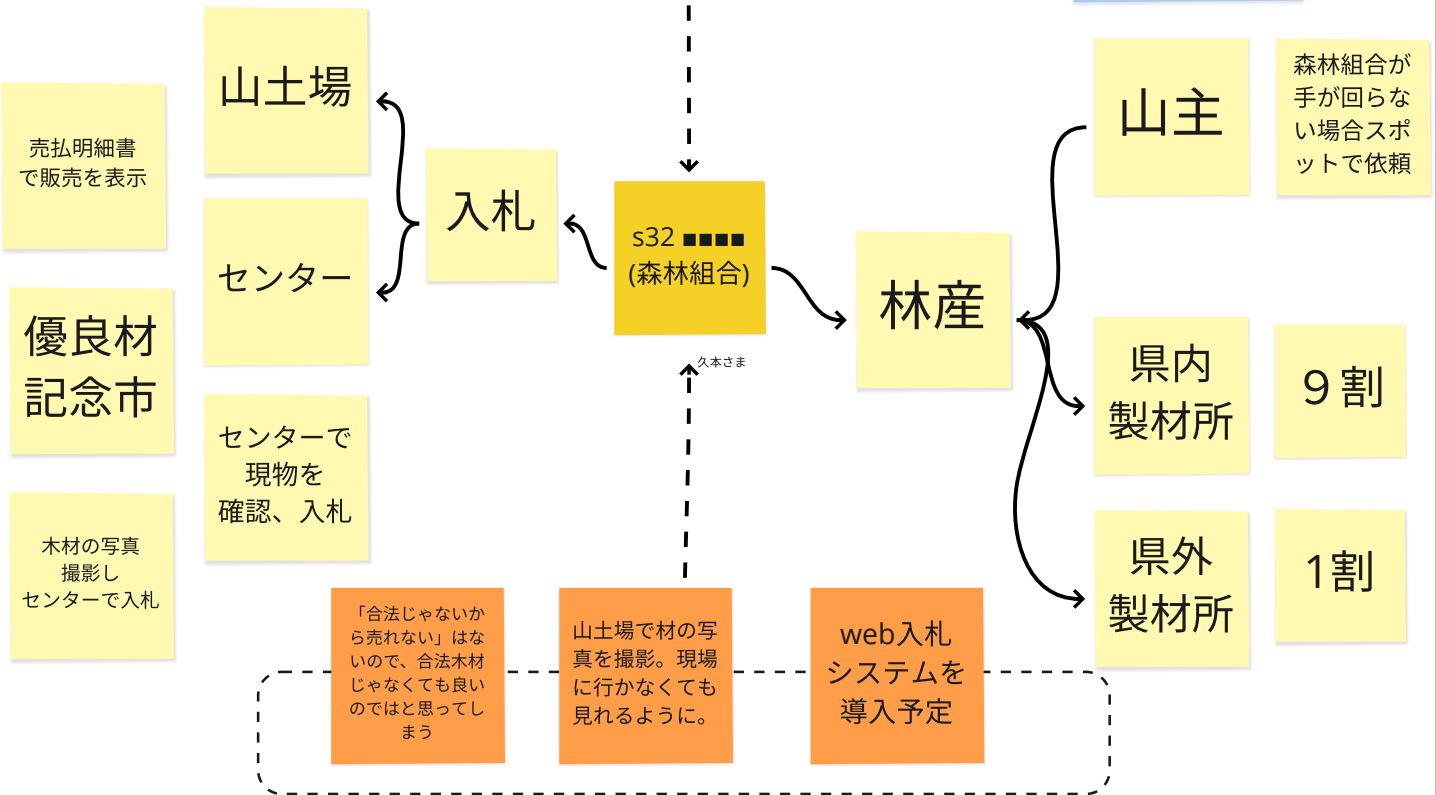 山土場
売払明細書
で販売を表示
センター
入札
優良材
記念市
センターで
現物を
確認、入札
木材の写真
撮影し
センターで入札
s32 ■■■■
(森林組合)
久本さま
林産
山主
森林組合が
手が回らな
い場合スポ
ットで依頼
県内
製材所
９割
県外
製材所
1割
「合法じゃないか
ら売れない」はな
いので、合法木材
じゃなくても良い
のではと思ってし
まう
山土場で材の写
真を撮影。現場
に行かなくても
見れるように。
web入札
システムを
導入予定